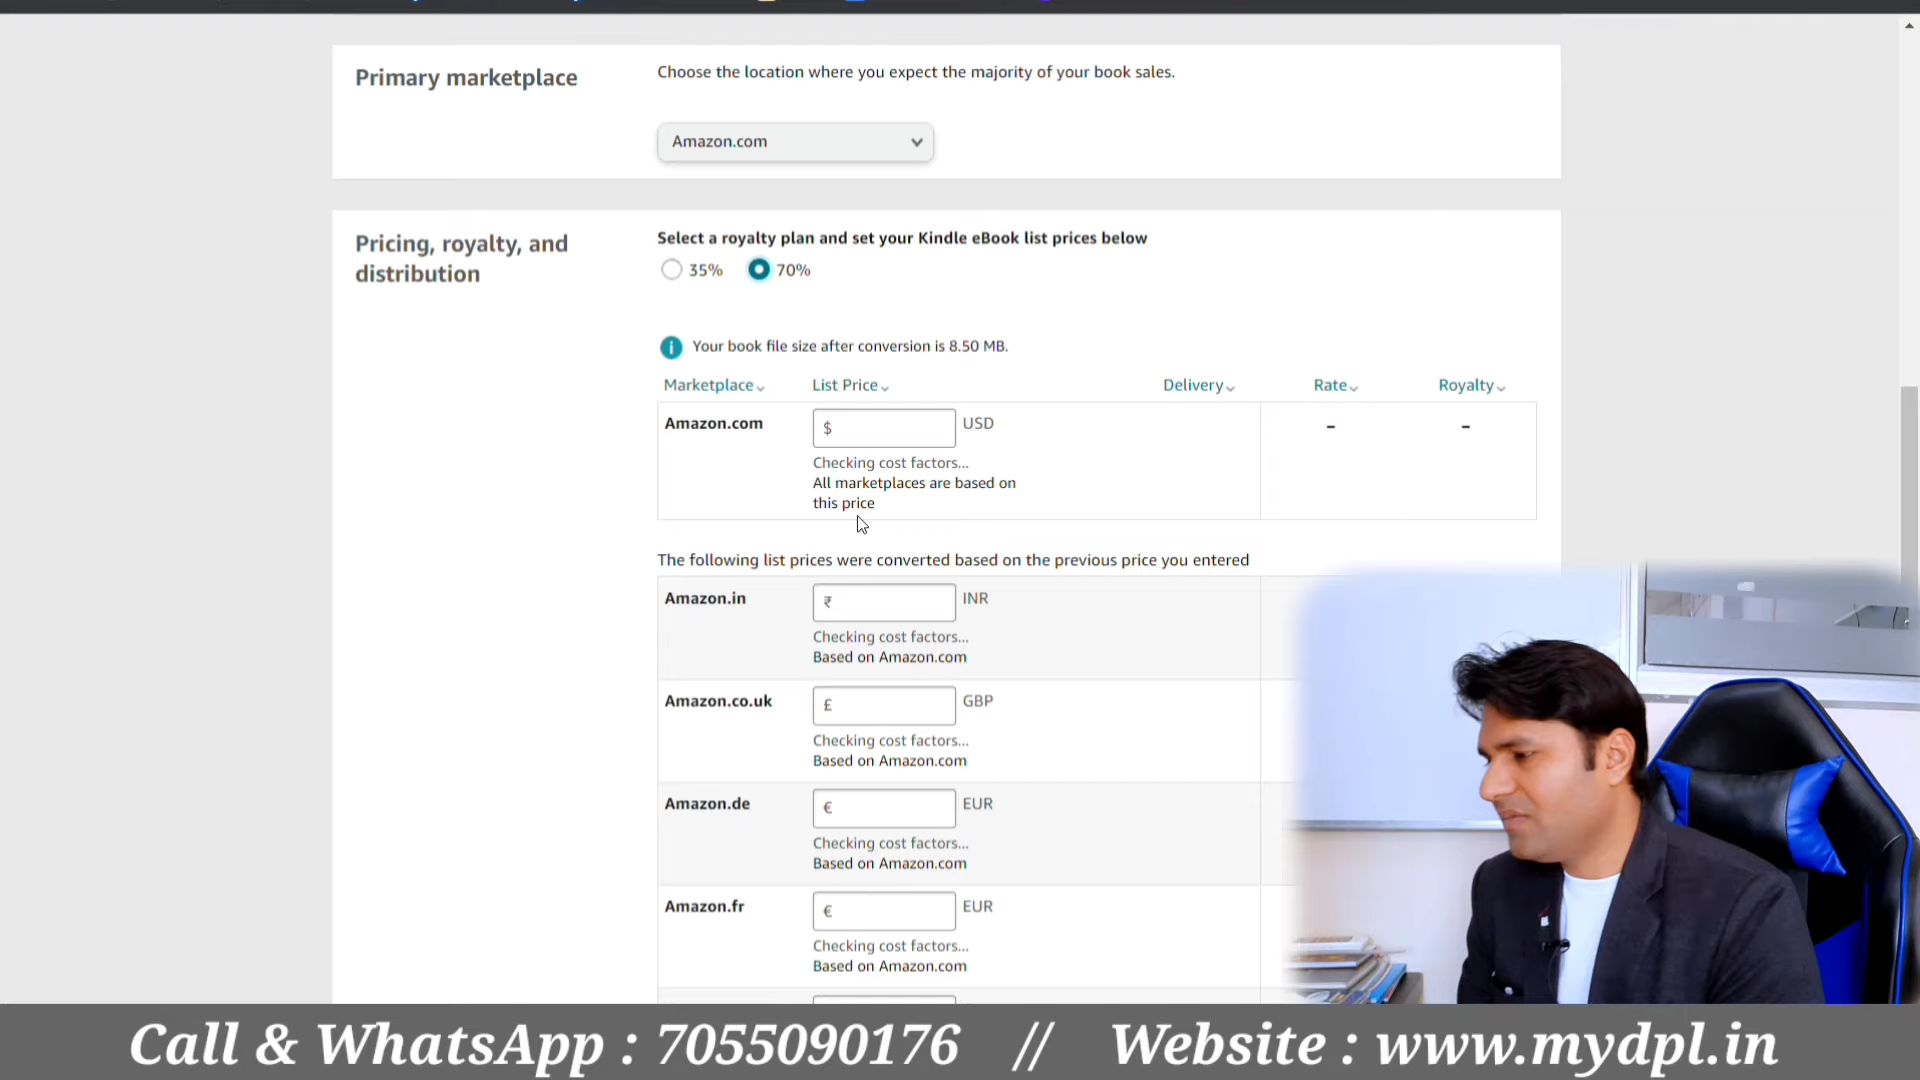 Primary marketplace
Choose the location where you expect the majority of your book sales.
Amazon.com
Pricing, royalty, and
distribution
Select a royalty plan and set your Kindle eBook list prices below
35% 70%
Your book file size after conversion is 8.50 MB.
Marketplace List Price Delivery Rate Royalty
Amazon.com $ USD - -
Checking cost factors...
All marketplaces are based on
this price
The following list prices were converted based on the previous price you entered
Amazon.in ₹ INR
Checking cost factors...
Based on Amazon.com
Amazon.co.uk £ GBP
Checking cost factors...
Based on Amazon.com
Amazon.de € EUR
Checking cost factors...
Based on Amazon.com
Amazon.fr € EUR
Checking cost factors...
Based on Amazon.com
Call & WhatsApp : 7055090176 // Website : www.mydpl.in